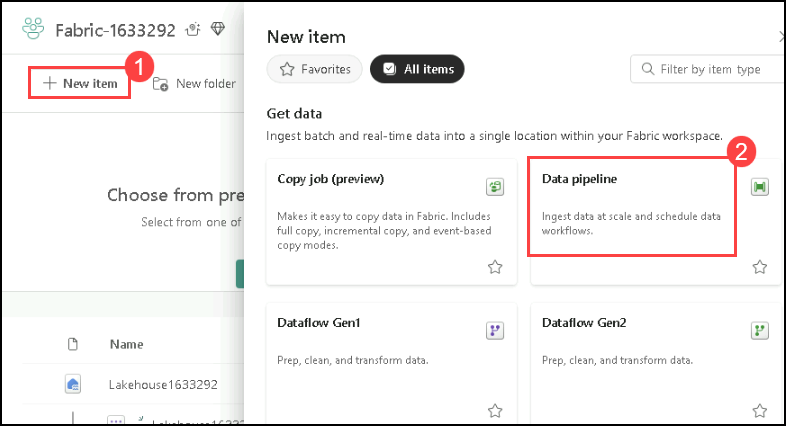 Fabric-1633292
1
+ New item
New folder
Choose from pre
Select from one of
Name
Lakehouse1633292
Lakehouse1633292
New item
Favorites
All items
Filter by item type
Get data
Ingest batch and real-time data into a single location within your Fabric workspace.
2
Copy job (preview)
Makes it easy to copy data in Fabric. Includes
full copy, incremental copy, and event-based
copy modes.
Data pipeline
Ingest data at scale and schedule data
workflows.
Dataflow Gen1
Prep, clean, and transform data.
Dataflow Gen2
Prep, clean, and transform data.